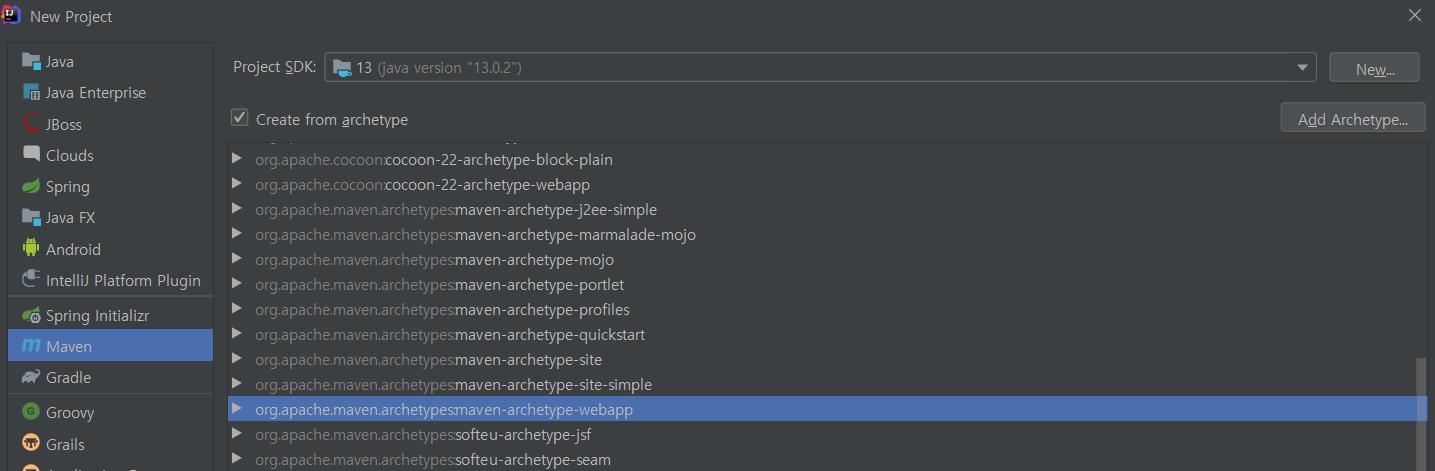 New Project
Java
Java Enterprise
JBoss
Clouds
Spring
Java FX
Android
IntelliJ Platform Plugin
Spring Initializr
Maven
Gradle
Groovy
Grails
Project SDK: 13 (java version "13.0.2") New...
Create from archetype Add Archetype...
org.apache.cocoon:cocoon-22-archetype-block-plain
org.apache.cocoon:cocoon-22-archetype-webapp
org.apache.maven.archetypes:maven-archetype-j2ee-simple
org.apache.maven.archetypes:maven-archetype-marmalade-mojo
org.apache.maven.archetypes:maven-archetype-mojo
org.apache.maven.archetypes:maven-archetype-portlet
org.apache.maven.archetypes:maven-archetype-profiles
org.apache.maven.archetypes:maven-archetype-quickstart
org.apache.maven.archetypes:maven-archetype-site
org.apache.maven.archetypes:maven-archetype-site-simple
org.apache.maven.archetypes:maven-archetype-webapp
org.apache.maven.archetypes:softeu-archetype-jsf
org.apache.maven.archetypes:softeu-archetype-seam